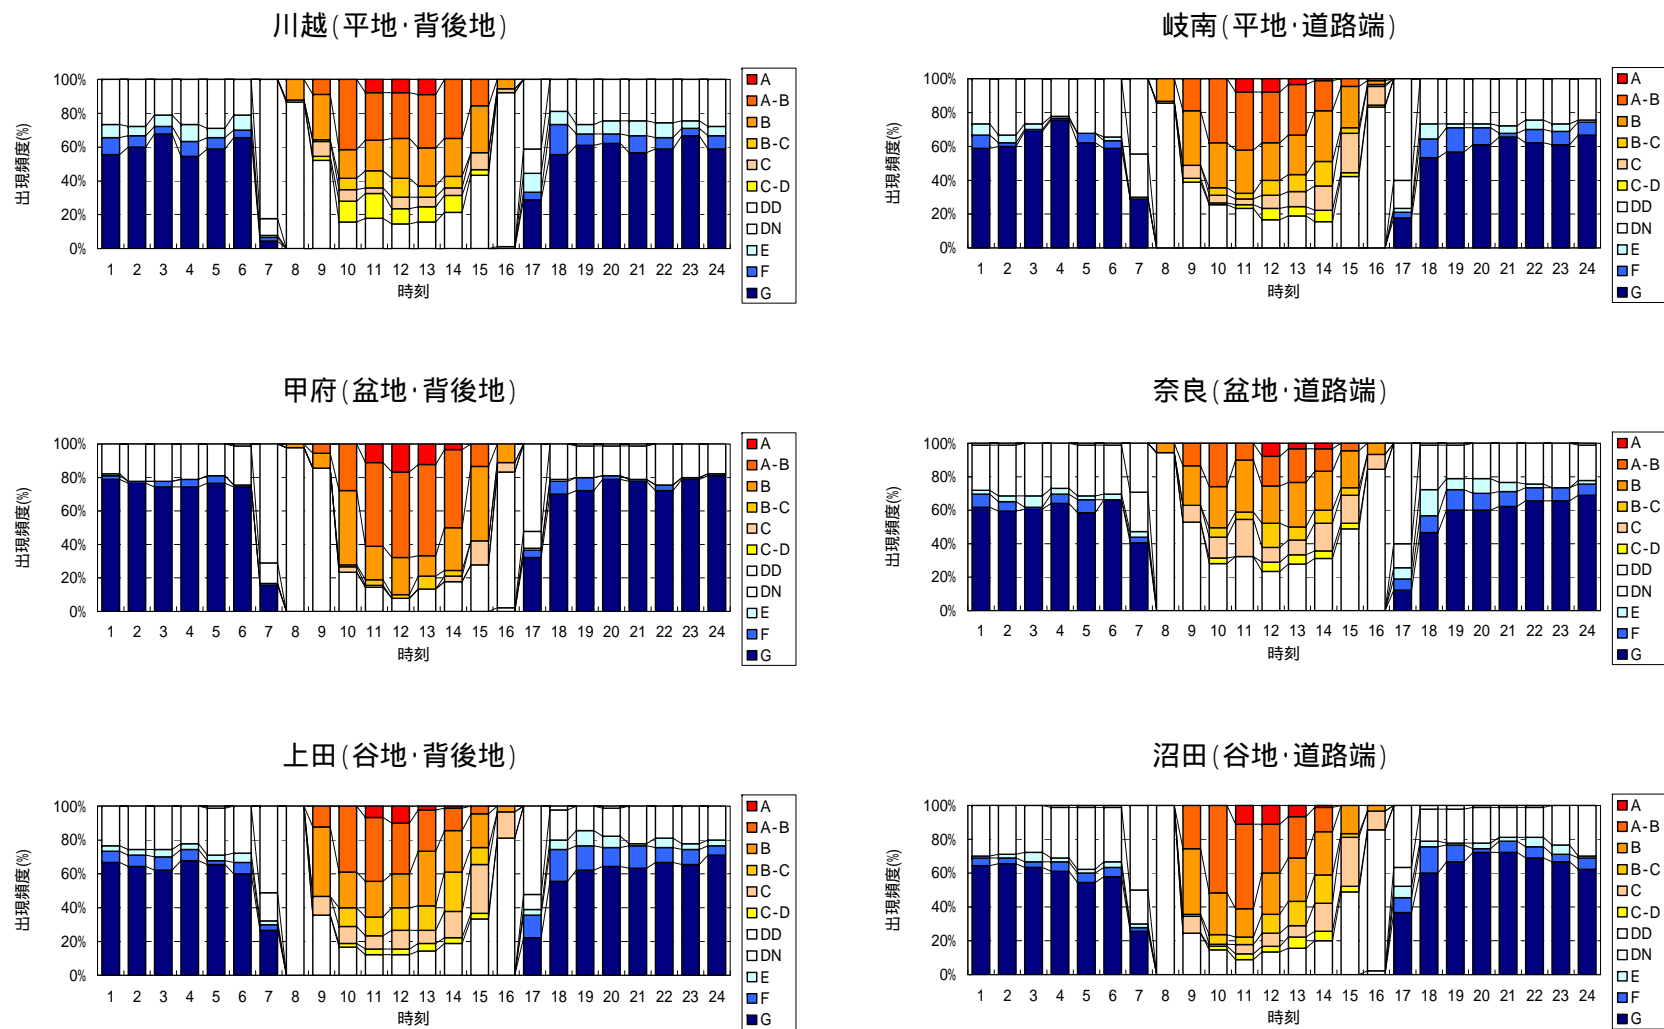 川越(平地・背後地)
100%
80%
60%
40%
20%
0%
出現頻度(%)
1 2 3 4 5 6 7 8 9 10 11 12 13 14 15 16 17 18 19 20 21 22 23 24
時刻
A
A-B
B
B-C
C
C-D
DD
DN
E
F
G
岐南(平地・道路端)
100%
80%
60%
40%
20%
0%
出現頻度(%)
1 2 3 4 5 6 7 8 9 10 11 12 13 14 15 16 17 18 19 20 21 22 23 24
時刻
A
A-B
B
B-C
C
C-D
DD
DN
E
F
G
甲府(盆地・背後地)
100%
80%
60%
40%
20%
0%
出現頻度(%)
1 2 3 4 5 6 7 8 9 10 11 12 13 14 15 16 17 18 19 20 21 22 23 24
時刻
A
A-B
B
B-C
C
C-D
DD
DN
E
F
G
奈良(盆地・道路端)
100%
80%
60%
40%
20%
0%
出現頻度(%)
1 2 3 4 5 6 7 8 9 10 11 12 13 14 15 16 17 18 19 20 21 22 23 24
時刻
A
A-B
B
B-C
C
C-D
DD
DN
E
F
G
上田(谷地・背後地)
100%
80%
60%
40%
20%
0%
出現頻度(%)
1 2 3 4 5 6 7 8 9 10 11 12 13 14 15 16 17 18 19 20 21 22 23 24
時刻
A
A-B
B
B-C
C
C-D
DD
DN
E
F
G
沼田(谷地・道路端)
100%
80%
60%
40%
20%
0%
出現頻度(%)
1 2 3 4 5 6 7 8 9 10 11 12 13 14 15 16 17 18 19 20 21 22 23 24
時刻
A
A-B
B
B-C
C
C-D
DD
DN
E
F
G